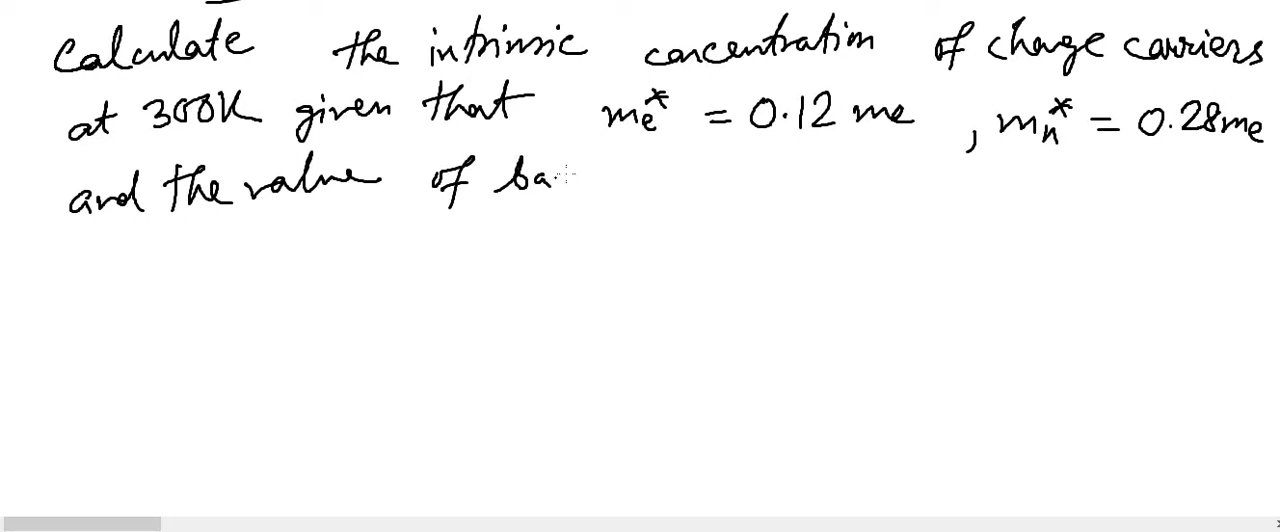 Calculate the intrinsic concentration of charge carriers
at 300K given that me* = 0.12 me , mh* = 0.28me
and the value of ba